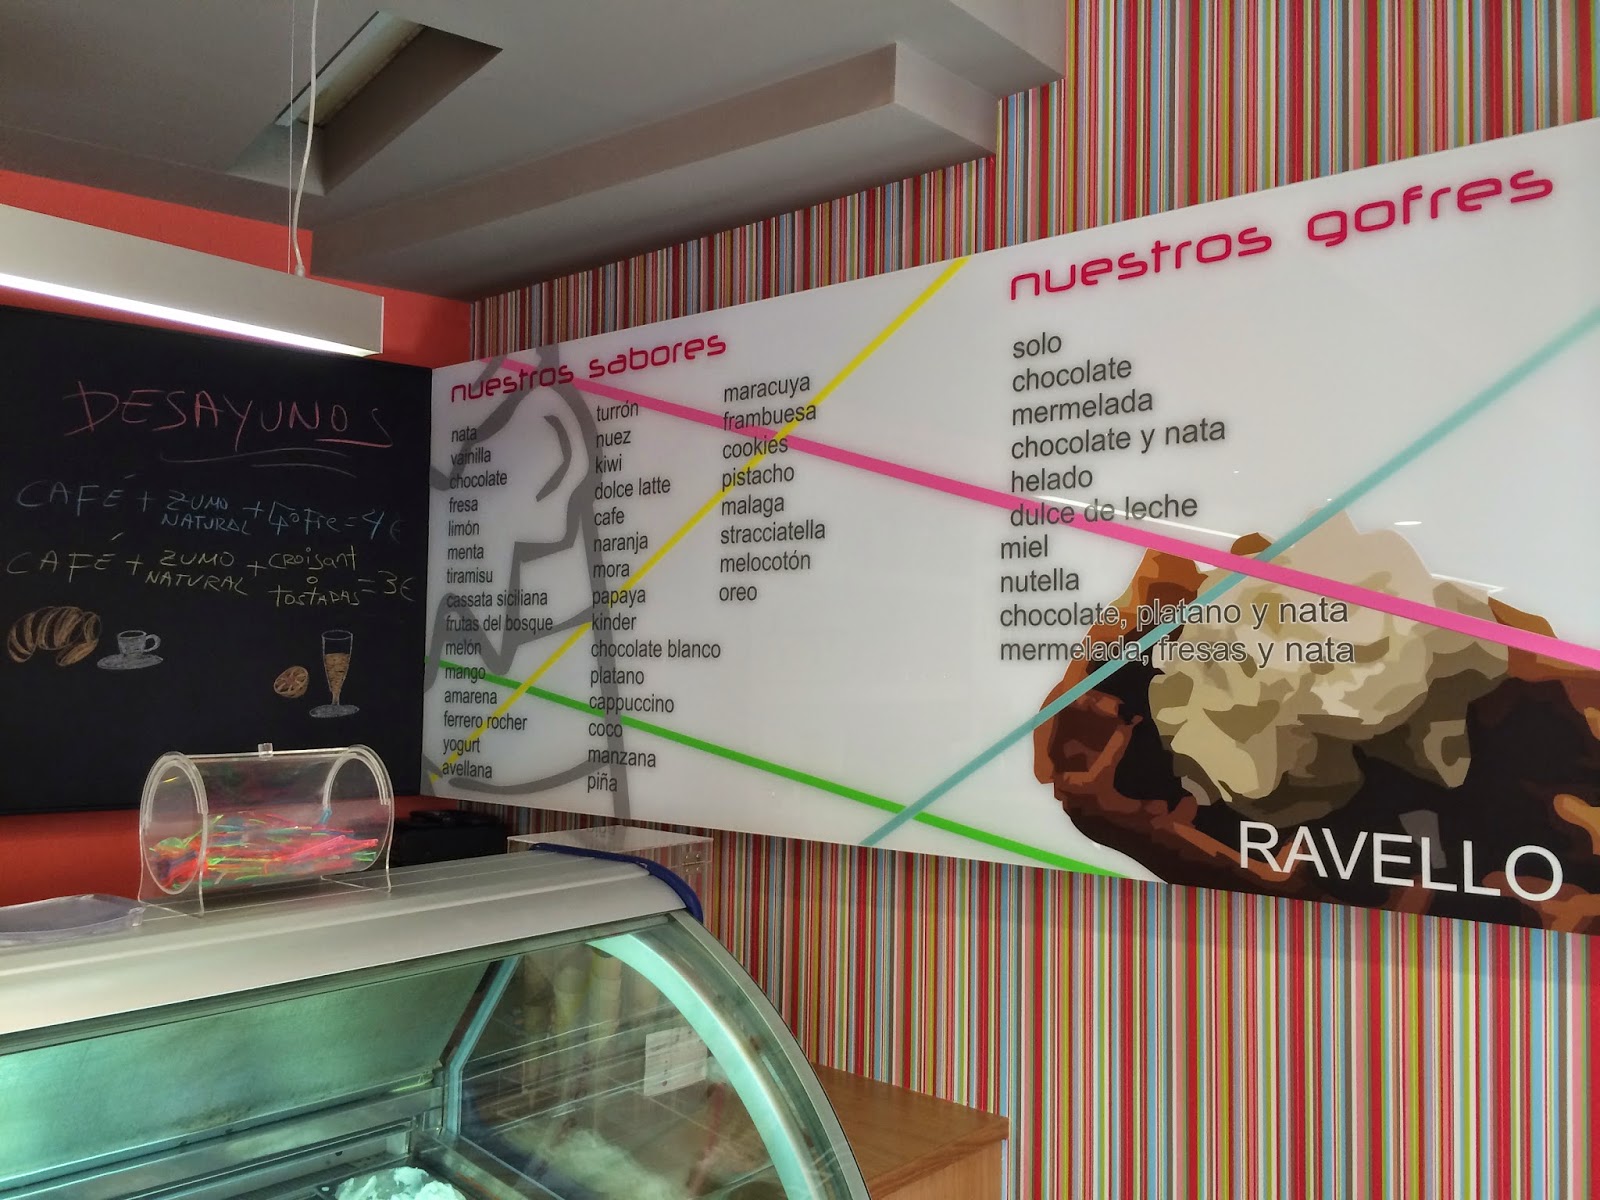 DESAYUNOS
CAFÉ + ZUMO NATURAL + GOFRE = 4€
CAFÉ + ZUMO NATURAL + CROISANT O TOSTADAS = 3€
nuestros sabores
nata
vainilla
chocolate
fresa
limón
menta
tiramisu
cassata siciliana
frutas del bosque
melón
mango
amarena
ferrero rocher
yogurt
avellana
turrón
nuez
kiwi
dolce latte
cafe
naranja
mora
papaya
kinder
chocolate blanco
platano
cappuccino
coco
manzana
piña
maracuya
frambuesa
cookies
pistacho
malaga
stracciatella
melocotón
oreo
nuestros gofres
solo
chocolate
mermelada
chocolate y nata
helado
dulce de leche
miel
nutella
chocolate, platano y nata
mermelada, fresas y nata
RAVELLO